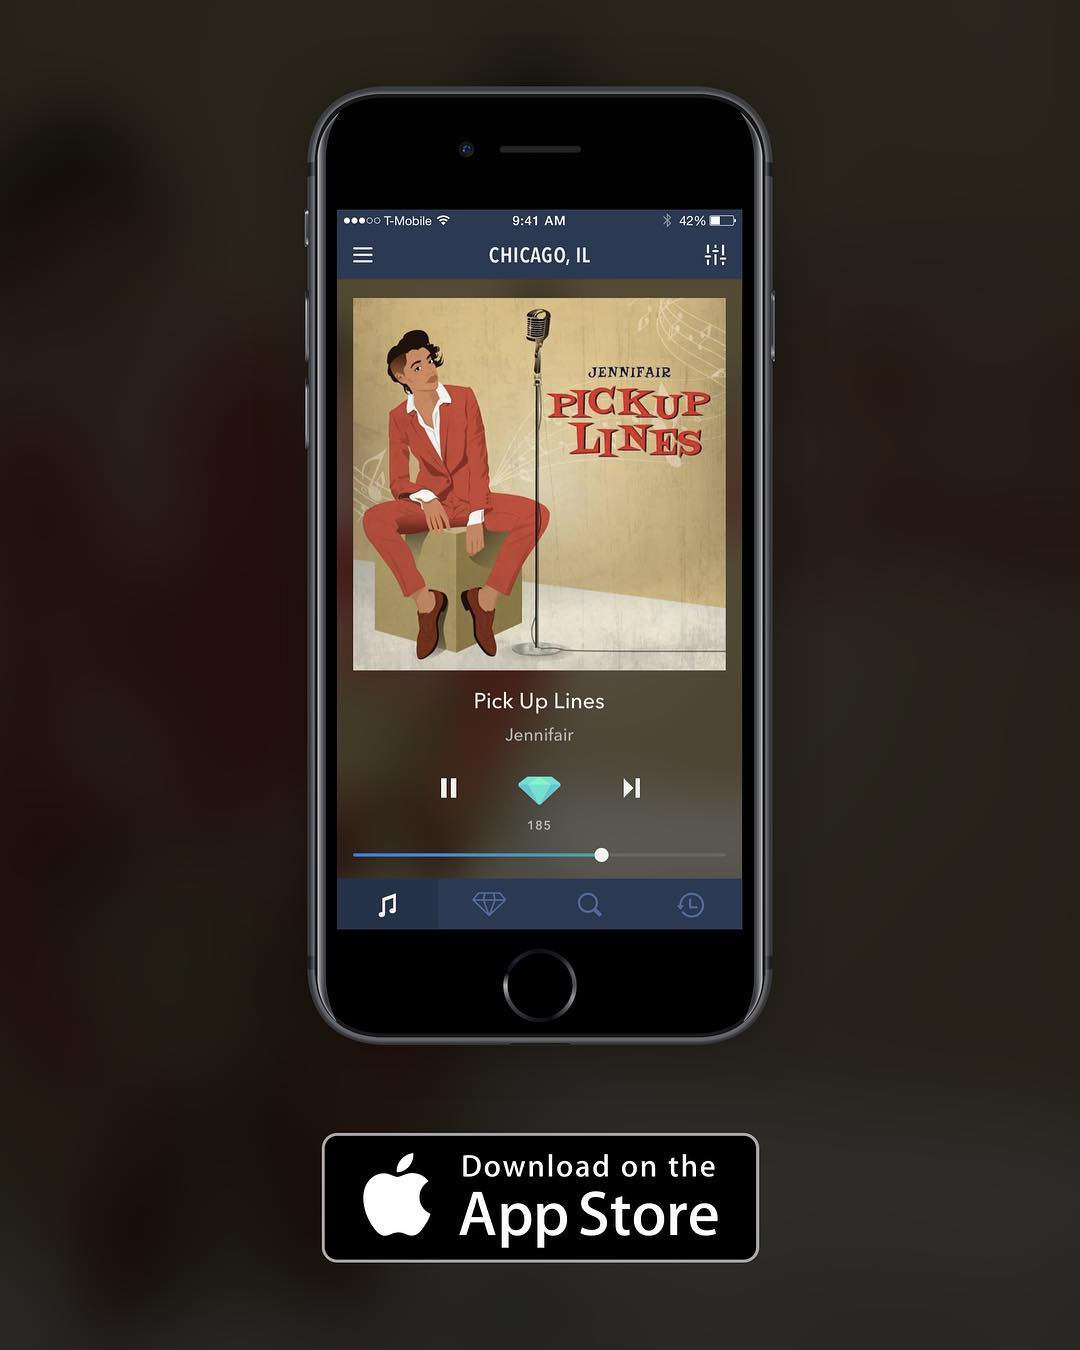 T-Mobile 9:41 AM 42%
CHICAGO, IL
JENNIFAIR
PICKUP
LINES
Pick Up Lines
Jennifair
185
Download on the
App Store